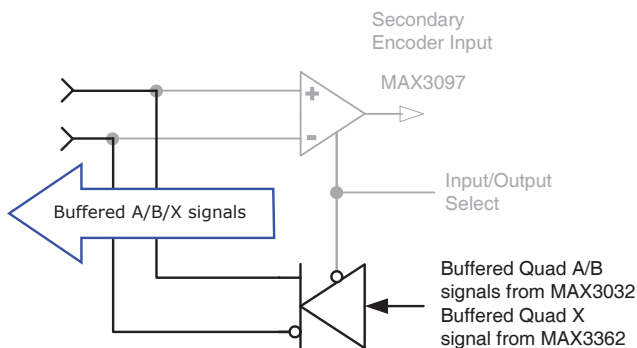 Secondary
Encoder Input
MAX3097
+
-
Input/Output
Select
Buffered A/B/X signals
Buffered Quad A/B
signals from MAX3032
Buffered Quad X
signal from MAX3362